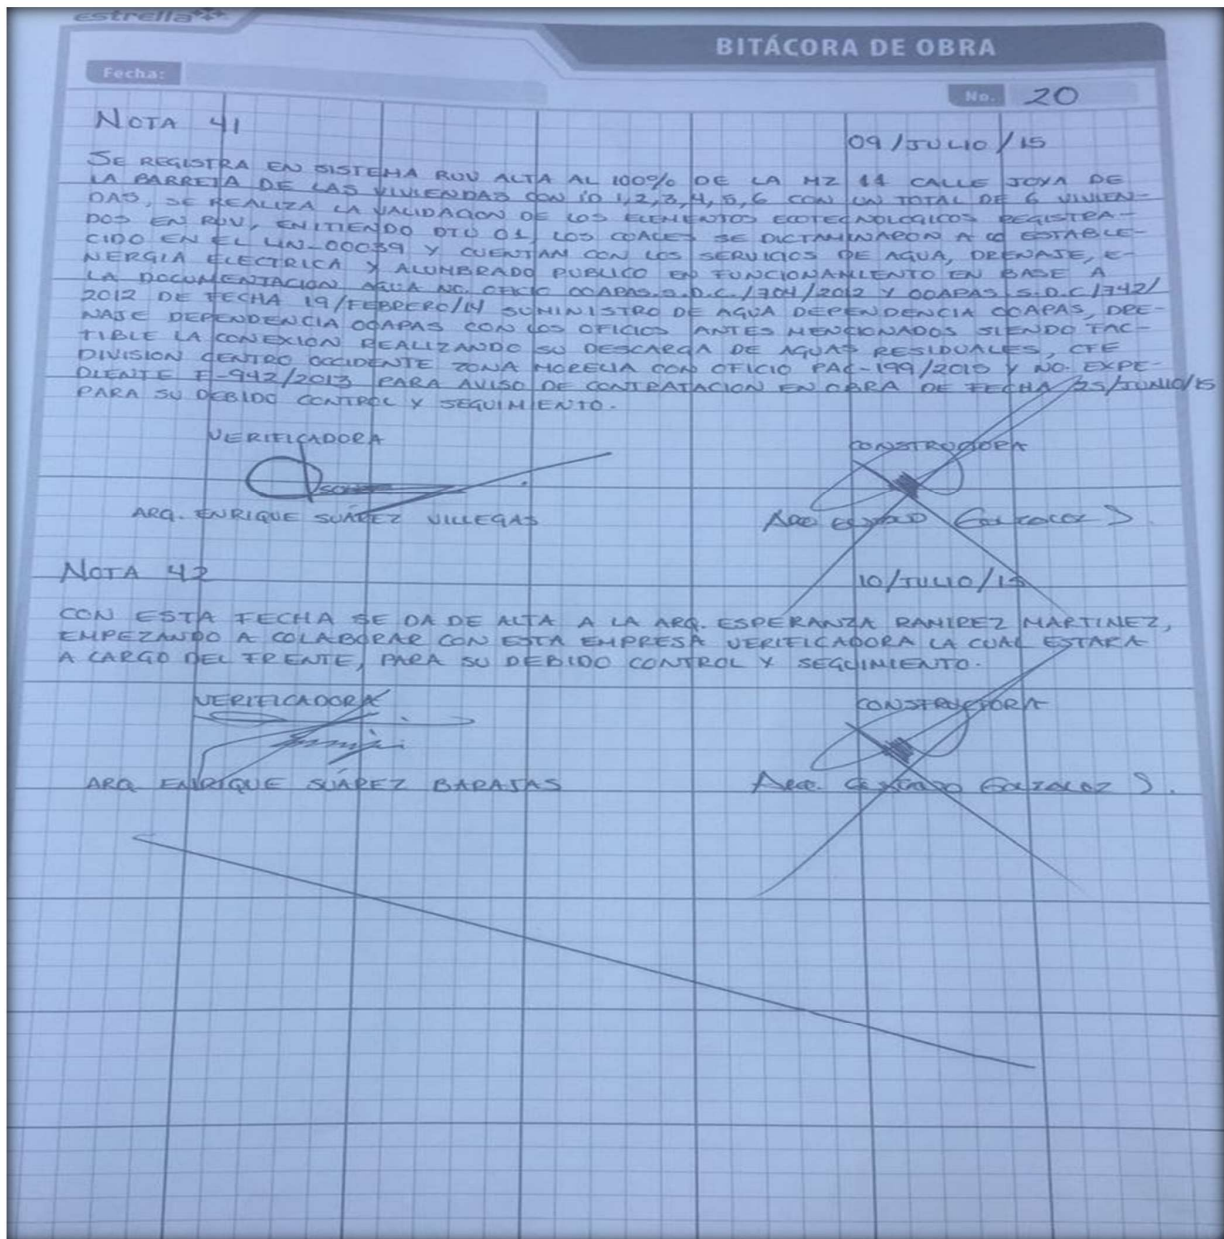 estrella
BITÁCORA DE OBRA
Fecha:
No. 20
NOTA 41
09/JULIO/15
SE REGISTRA EN SISTEMA RUV ALTA AL 100% DE LA MZ 11 CALLE JOYA DE
LA BARRETA DE LAS VIVIENDAS CON ID 1,2,3,4,5,6 CON UN TOTAL DE 6 VIVIEN-
DAS, SE REALIZA LA VALIDACION DE LOS ELEMENTOS ECOTECNOLOGICOS REGISTRA-
DOS EN RUV, EMITIENDO DTU 01, LOS CUALES SE DICTAMINARON A LO ESTABLE-
CIDO EN EL LIN-00039 Y CUENTAN CON LOS SERVICIOS DE AGUA, DRENAJE, E-
NERGIA ELECTRICA Y ALUMBRADO PUBLICO EN FUNCIONAMIENTO EN BASE A
LA DOCUMENTACION AGUA NO. OFICIO OOAPAS.S.D.C./704/2012 Y OOAPAS S.D.C/742/
2012 DE FECHA 19/FEBRERO/14 SUMINISTRO DE AGUA DEPENDENCIA OOAPAS, DRE-
NAJE DEPENDENCIA OOAPAS CON LOS OFICIOS ANTES MENCIONADOS SIENDO FAC-
TIBLE LA CONEXION REALIZANDO SU DESCARGA DE AGUAS RESIDUALES, CFE
DIVISION CENTRO OCCIDENTE ZONA MORELIA CON OFICIO PAC-199/2010 Y NO. EXPE-
DIENTE F-942/2013 PARA AVISO DE CONTRATACION EN OBRA DE FECHA 25/JUNIO/15
PARA SU DEBIDO CONTROL Y SEGUIMIENTO.
VERIFICADORA
CONSTRUCTORA
ARQ. ENRIQUE SUÁREZ VILLEGAS
NOTA 42
10/JULIO/15
CON ESTA FECHA SE DA DE ALTA A LA ARQ. ESPERANZA RAMIREZ MARTINEZ,
EMPEZANDO A COLABORAR CON ESTA EMPRESA VERIFICADORA LA CUAL ESTARA
A CARGO DEL FRENTE, PARA SU DEBIDO CONTROL Y SEGUIMIENTO.
VERIFICADORA
CONSTRUCTORA
ARQ ENRIQUE SUÁREZ BARAJAS